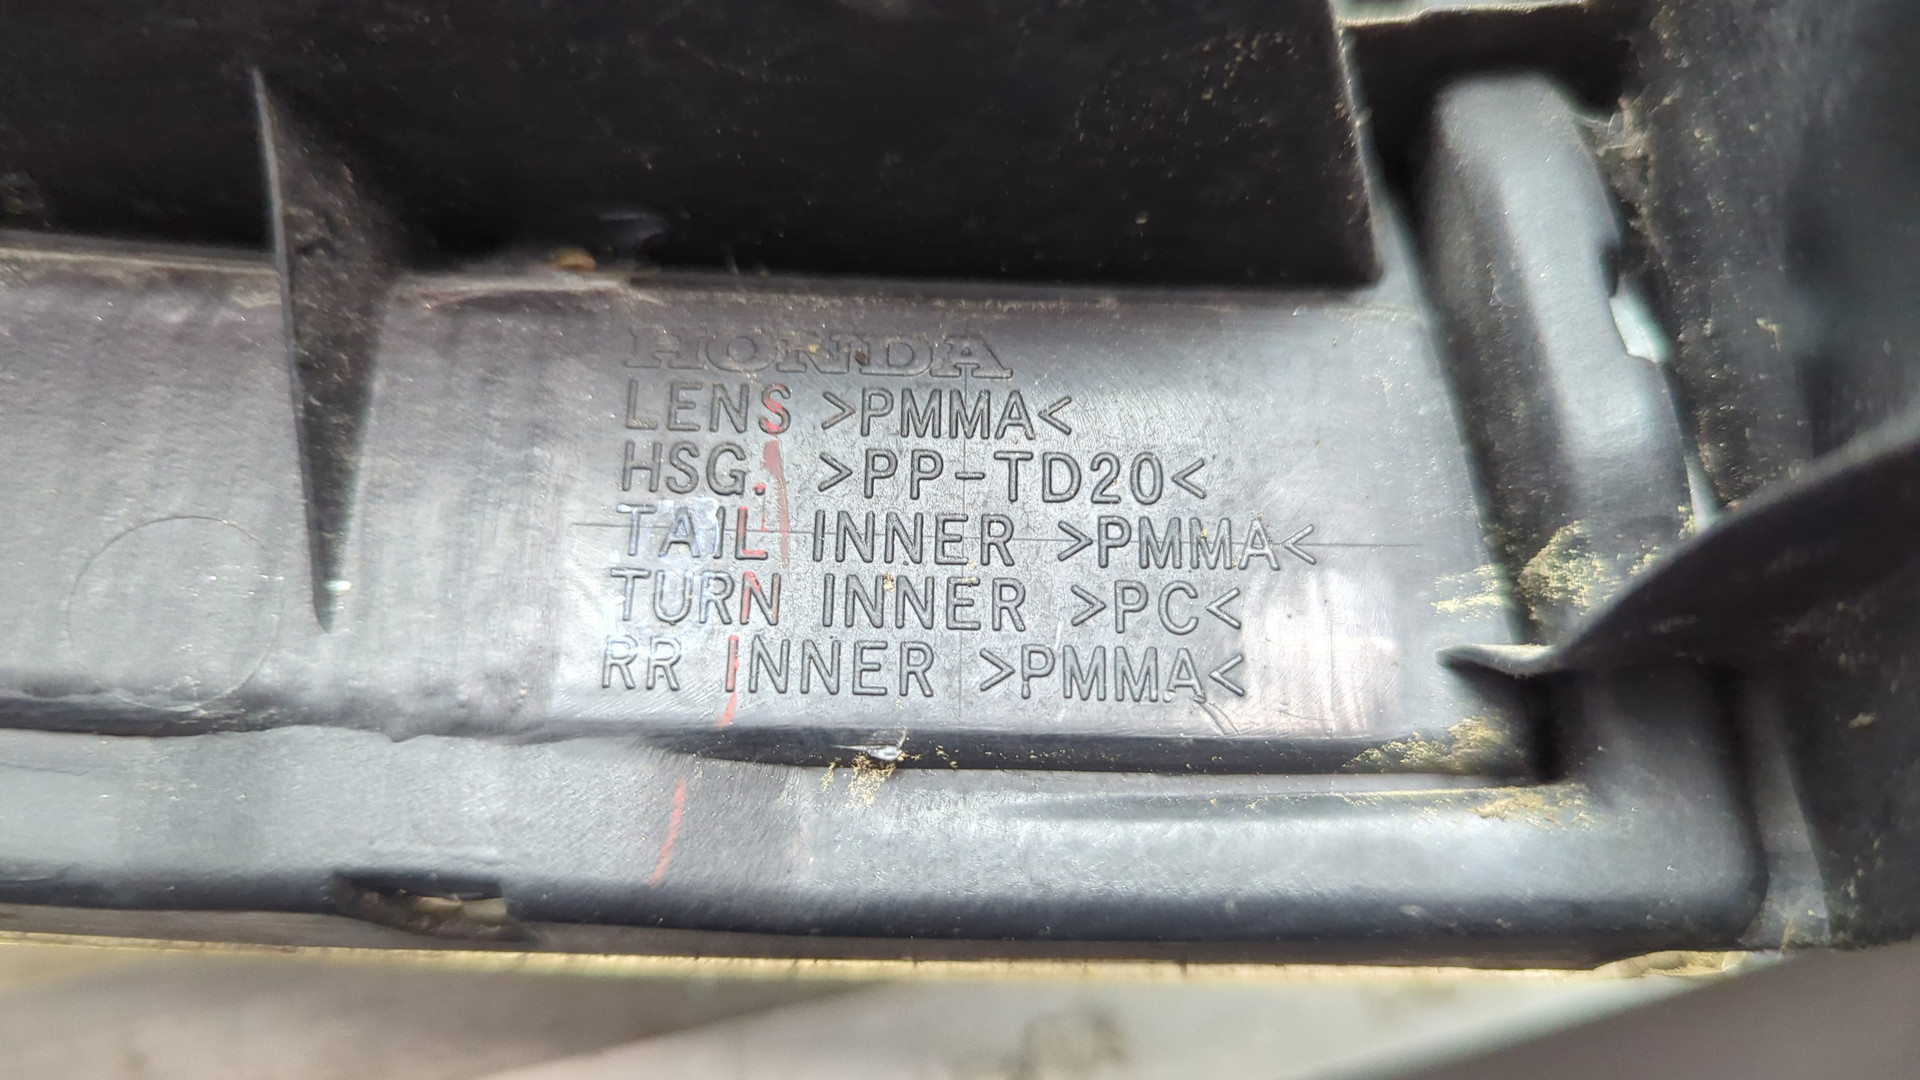 HONDA
LENS >PMMA<
HSG. >PP-TD20<
TAIL INNER >PMMA<
TURN INNER >PC<
RR INNER >PMMA<